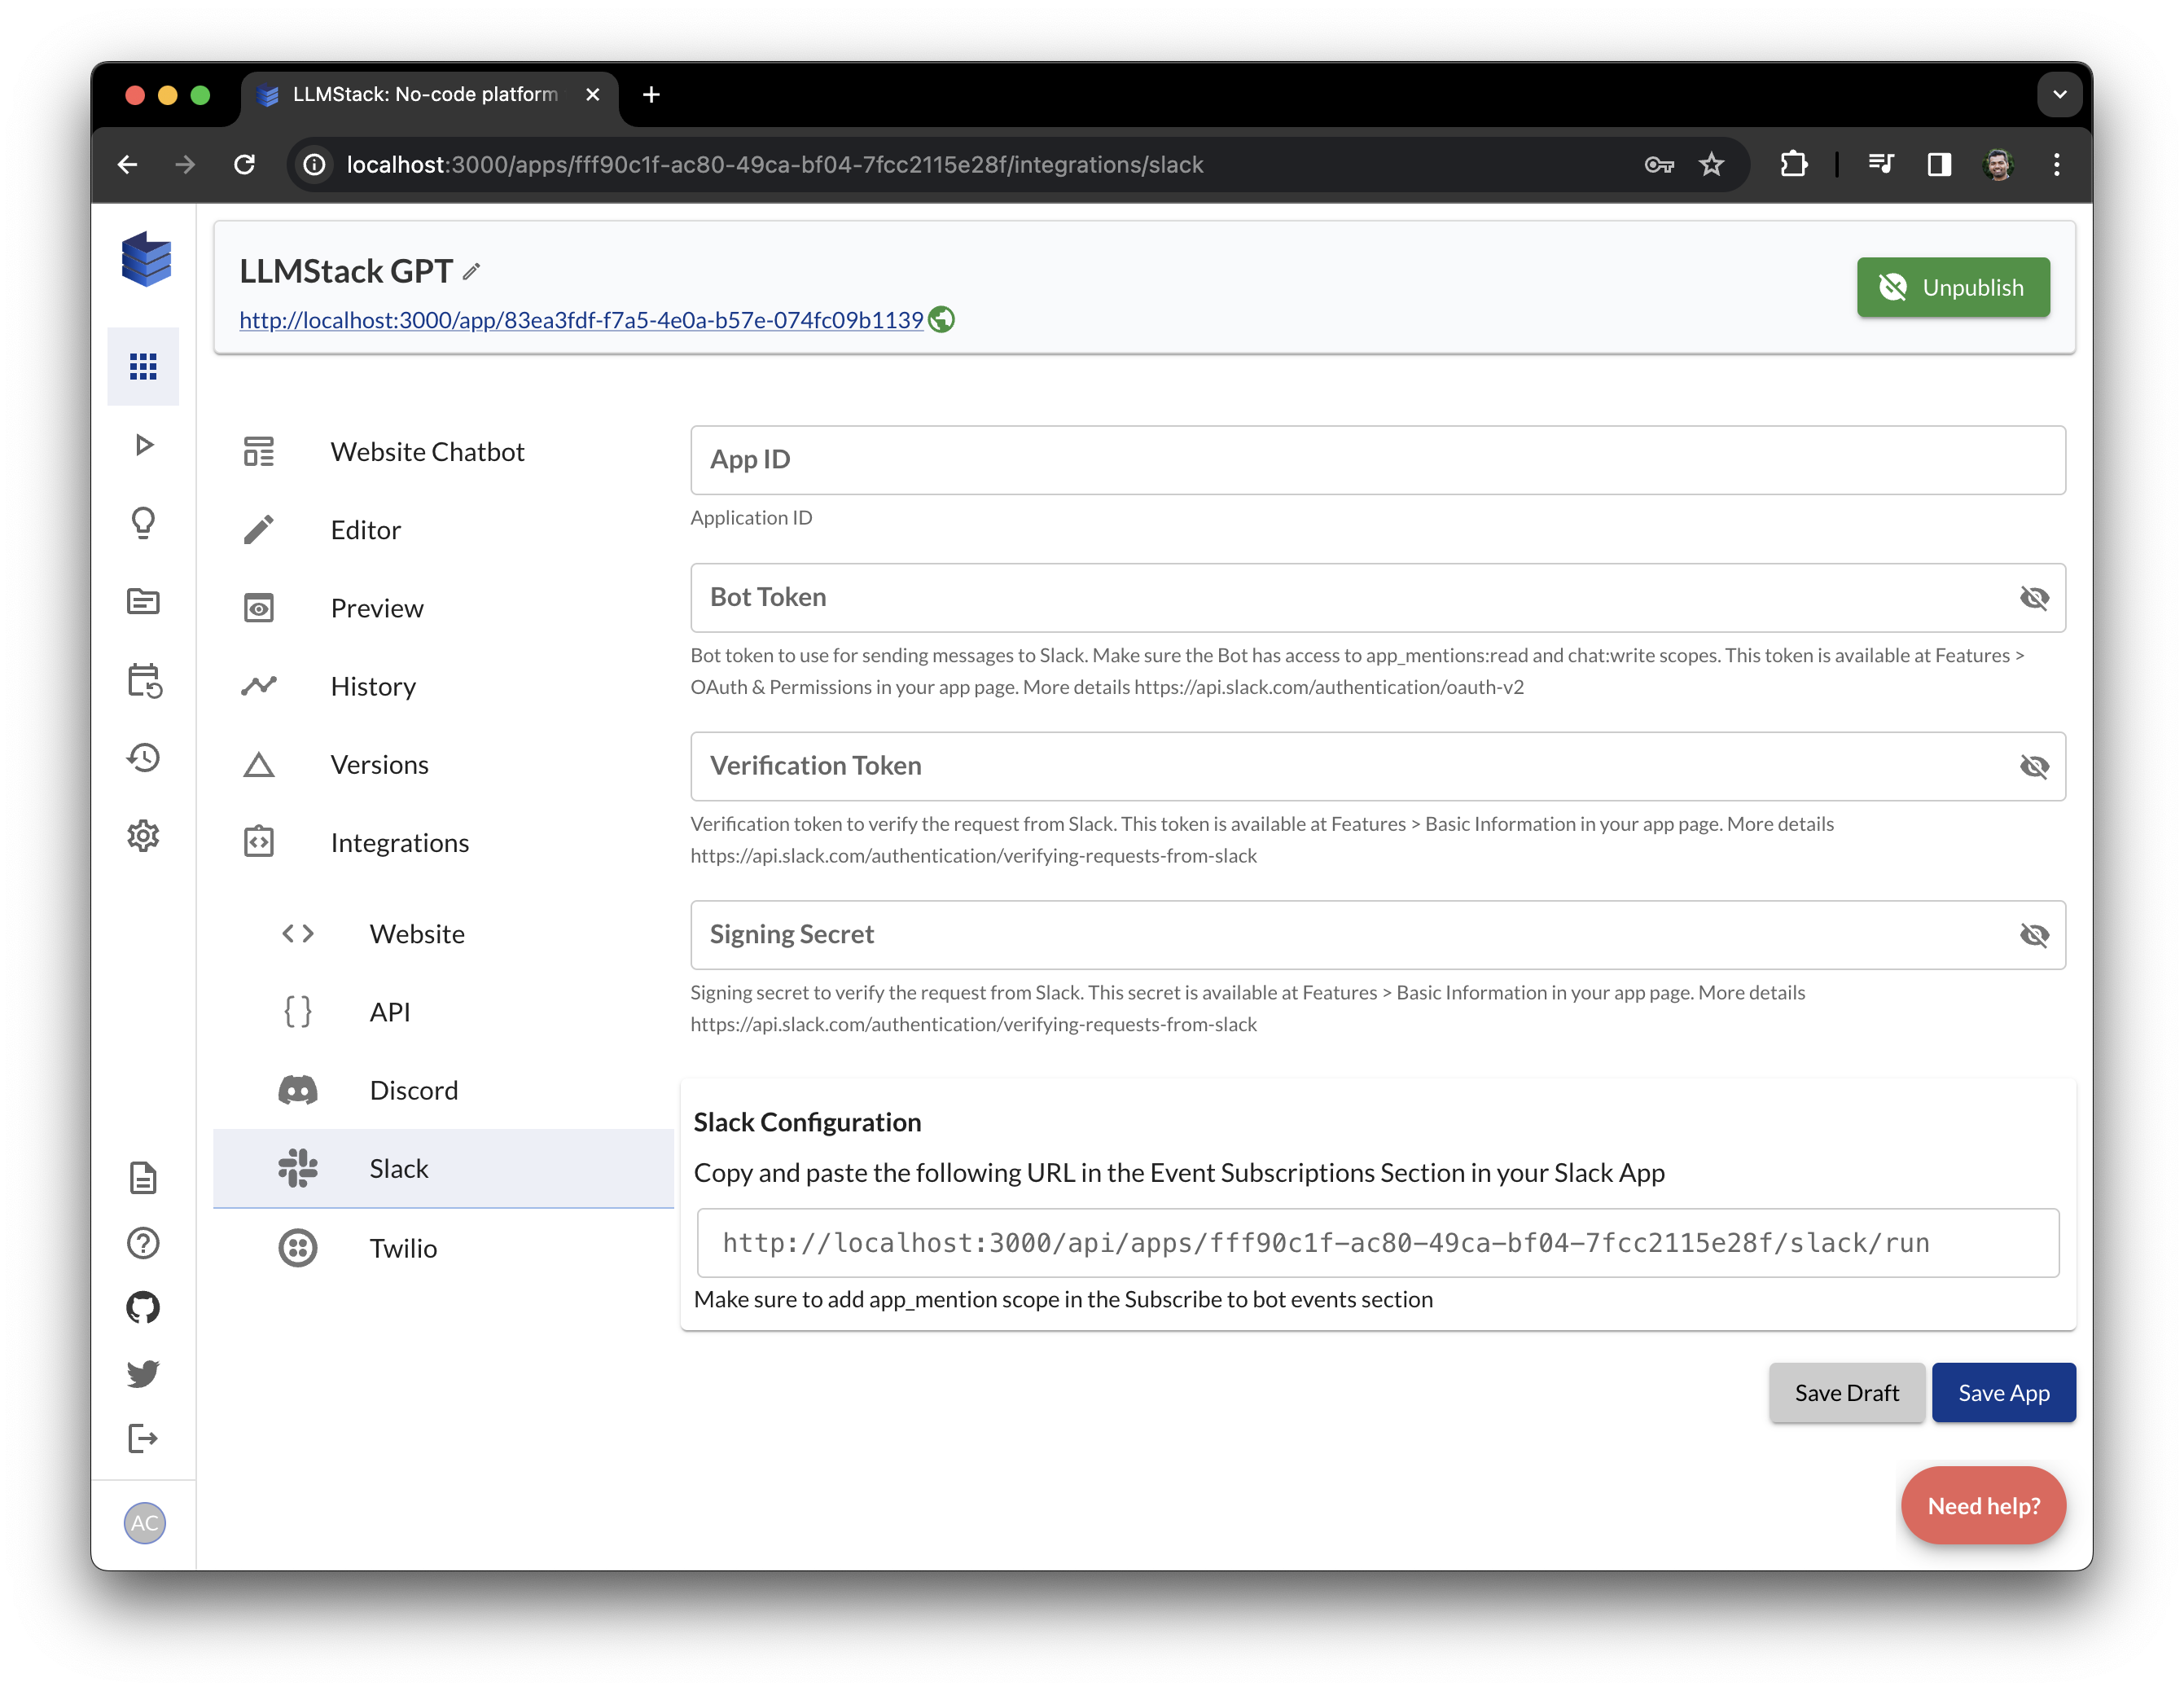 LLMStack: No-code platform
localhost:3000/apps/fff90c1f-ac80-49ca-bf04-7fcc2115e28f/integrations/slack
LLMStack GPT
http://localhost:3000/app/83ea3fdf-f7a5-4e0a-b57e-074fc09b1139
Unpublish
Website Chatbot
Editor
Preview
History
Versions
Integrations
Website
API
Discord
Slack
Twilio
App ID
Application ID
Bot Token
Bot token to use for sending messages to Slack. Make sure the Bot has access to app_mentions:read and chat:write scopes. This token is available at Features >
OAuth & Permissions in your app page. More details https://api.slack.com/authentication/oauth-v2
Verification Token
Verification token to verify the request from Slack. This token is available at Features > Basic Information in your app page. More details
https://api.slack.com/authentication/verifying-requests-from-slack
Signing Secret
Signing secret to verify the request from Slack. This secret is available at Features > Basic Information in your app page. More details
https://api.slack.com/authentication/verifying-requests-from-slack
Slack Configuration
Copy and paste the following URL in the Event Subscriptions Section in your Slack App
http://localhost:3000/api/apps/fff90c1f-ac80-49ca-bf04-7fcc2115e28f/slack/run
Make sure to add app_mention scope in the Subscribe to bot events section
Save Draft
Save App
Need help?
AC